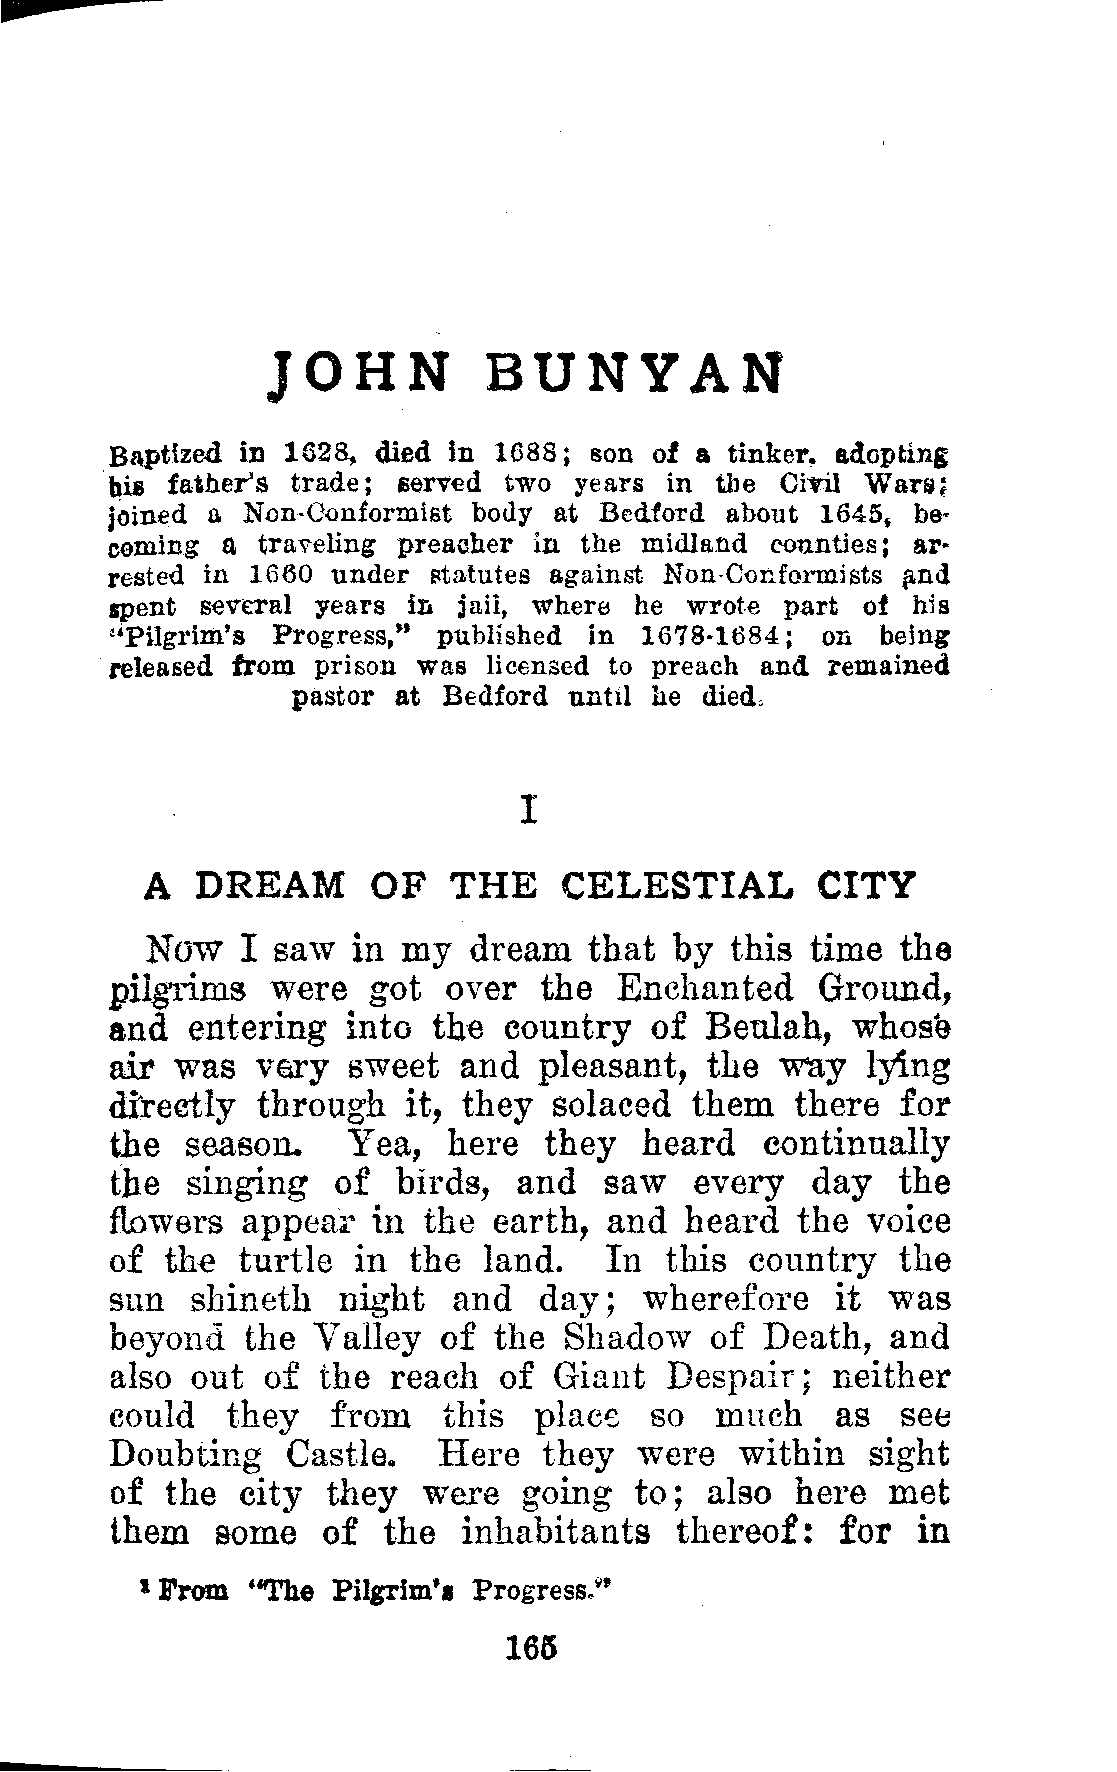 JOHN BUNYAN
Baptized in 1628, died in 1688; son of a tinker, adopting
his father's trade; served two years in the Civil Wars;
joined a Non-Conformist body at Bedford about 1645, be-
coming a traveling preacher in the midland counties; ar-
rested in 1660 under statutes against Non-Conformists and
spent several years in jail, where he wrote part of his
"Pilgrim's Progress," published in 1678-1684; on being
released from prison was licensed to preach and remained
pastor at Bedford until he died.
I
A DREAM OF THE CELESTIAL CITY
Now I saw in my dream that by this time the
pilgrims were got over the Enchanted Ground,
and entering into the country of Beulah, whose
air was very sweet and pleasant, the way lying
directly through it, they solaced them there for
the season. Yea, here they heard continually
the singing of birds, and saw every day the
flowers appear in the earth, and heard the voice
of the turtle in the land. In this country the
sun shineth night and day; wherefore it was
beyond the Valley of the Shadow of Death, and
also out of the reach of Giant Despair; neither
could they from this place so much as see
Doubting Castle. Here they were within sight
of the city they were going to; also here met
them some of the inhabitants thereof: for in
1 From "The Pilgrim's Progress."
165